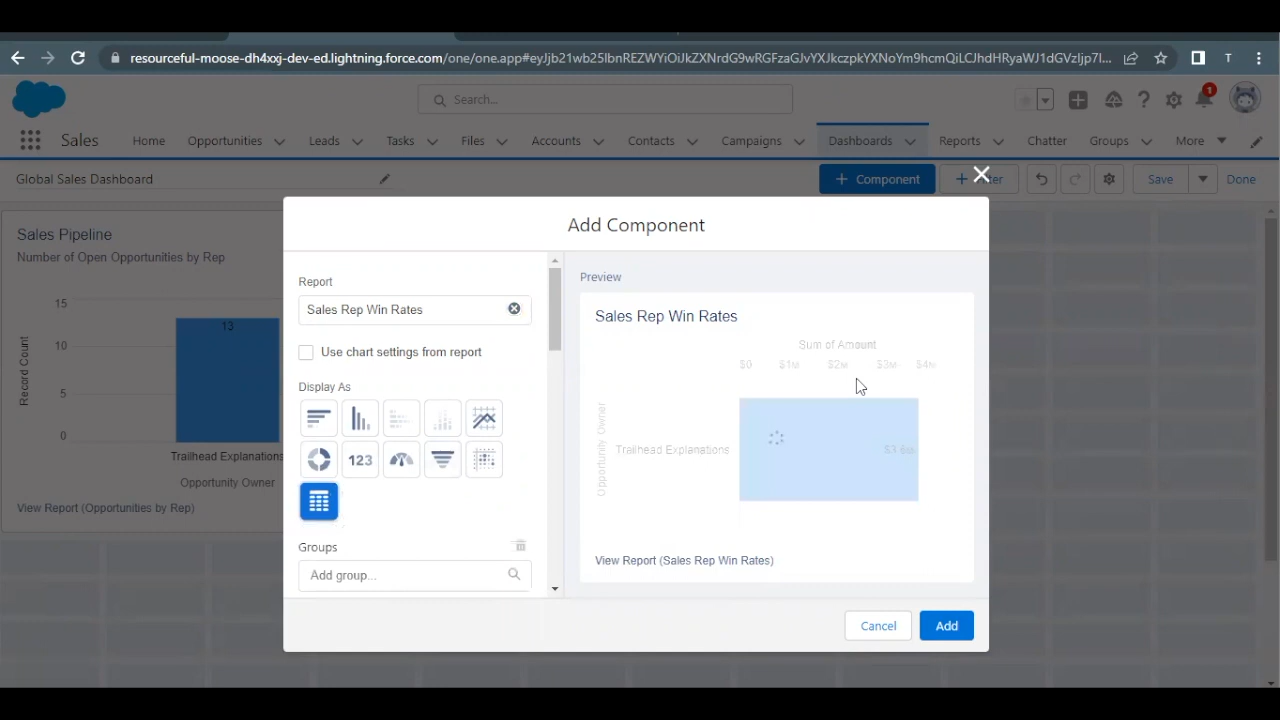 resourceful-moose-dh4xxj-dev-ed.lightning.force.com/one/one.app#eyJjb21wb25lbnREZWYiOiJkZXNrdG9wRGFzaGJvYXJkczpkYXNoYm9hcmQiLCJhdHRyaWJ1dGVzIjp7I...
T
Search...
1
Sales
Home
Opportunities
Leads
Tasks
Files
Accounts
Contacts
Campaigns
Dashboards
Reports
Chatter
Groups
More
Global Sales Dashboard
+ Component
+
Save
Done
Add Component
Sales Pipeline
Number of Open Opportunities by Rep
15
10
5
0
13
Record Count
Trailhead Explanations
Opportunity Owner
View Report (Opportunities by Rep)
Report
Sales Rep Win Rates
Use chart settings from report
Display As
123
Groups
Add group...
Preview
Sales Rep Win Rates
Sum of Amount
$0 $1M $2M $3M $4M
Opportunity Owner
Trailhead Explanations
$3.6M
View Report (Sales Rep Win Rates)
Cancel
Add